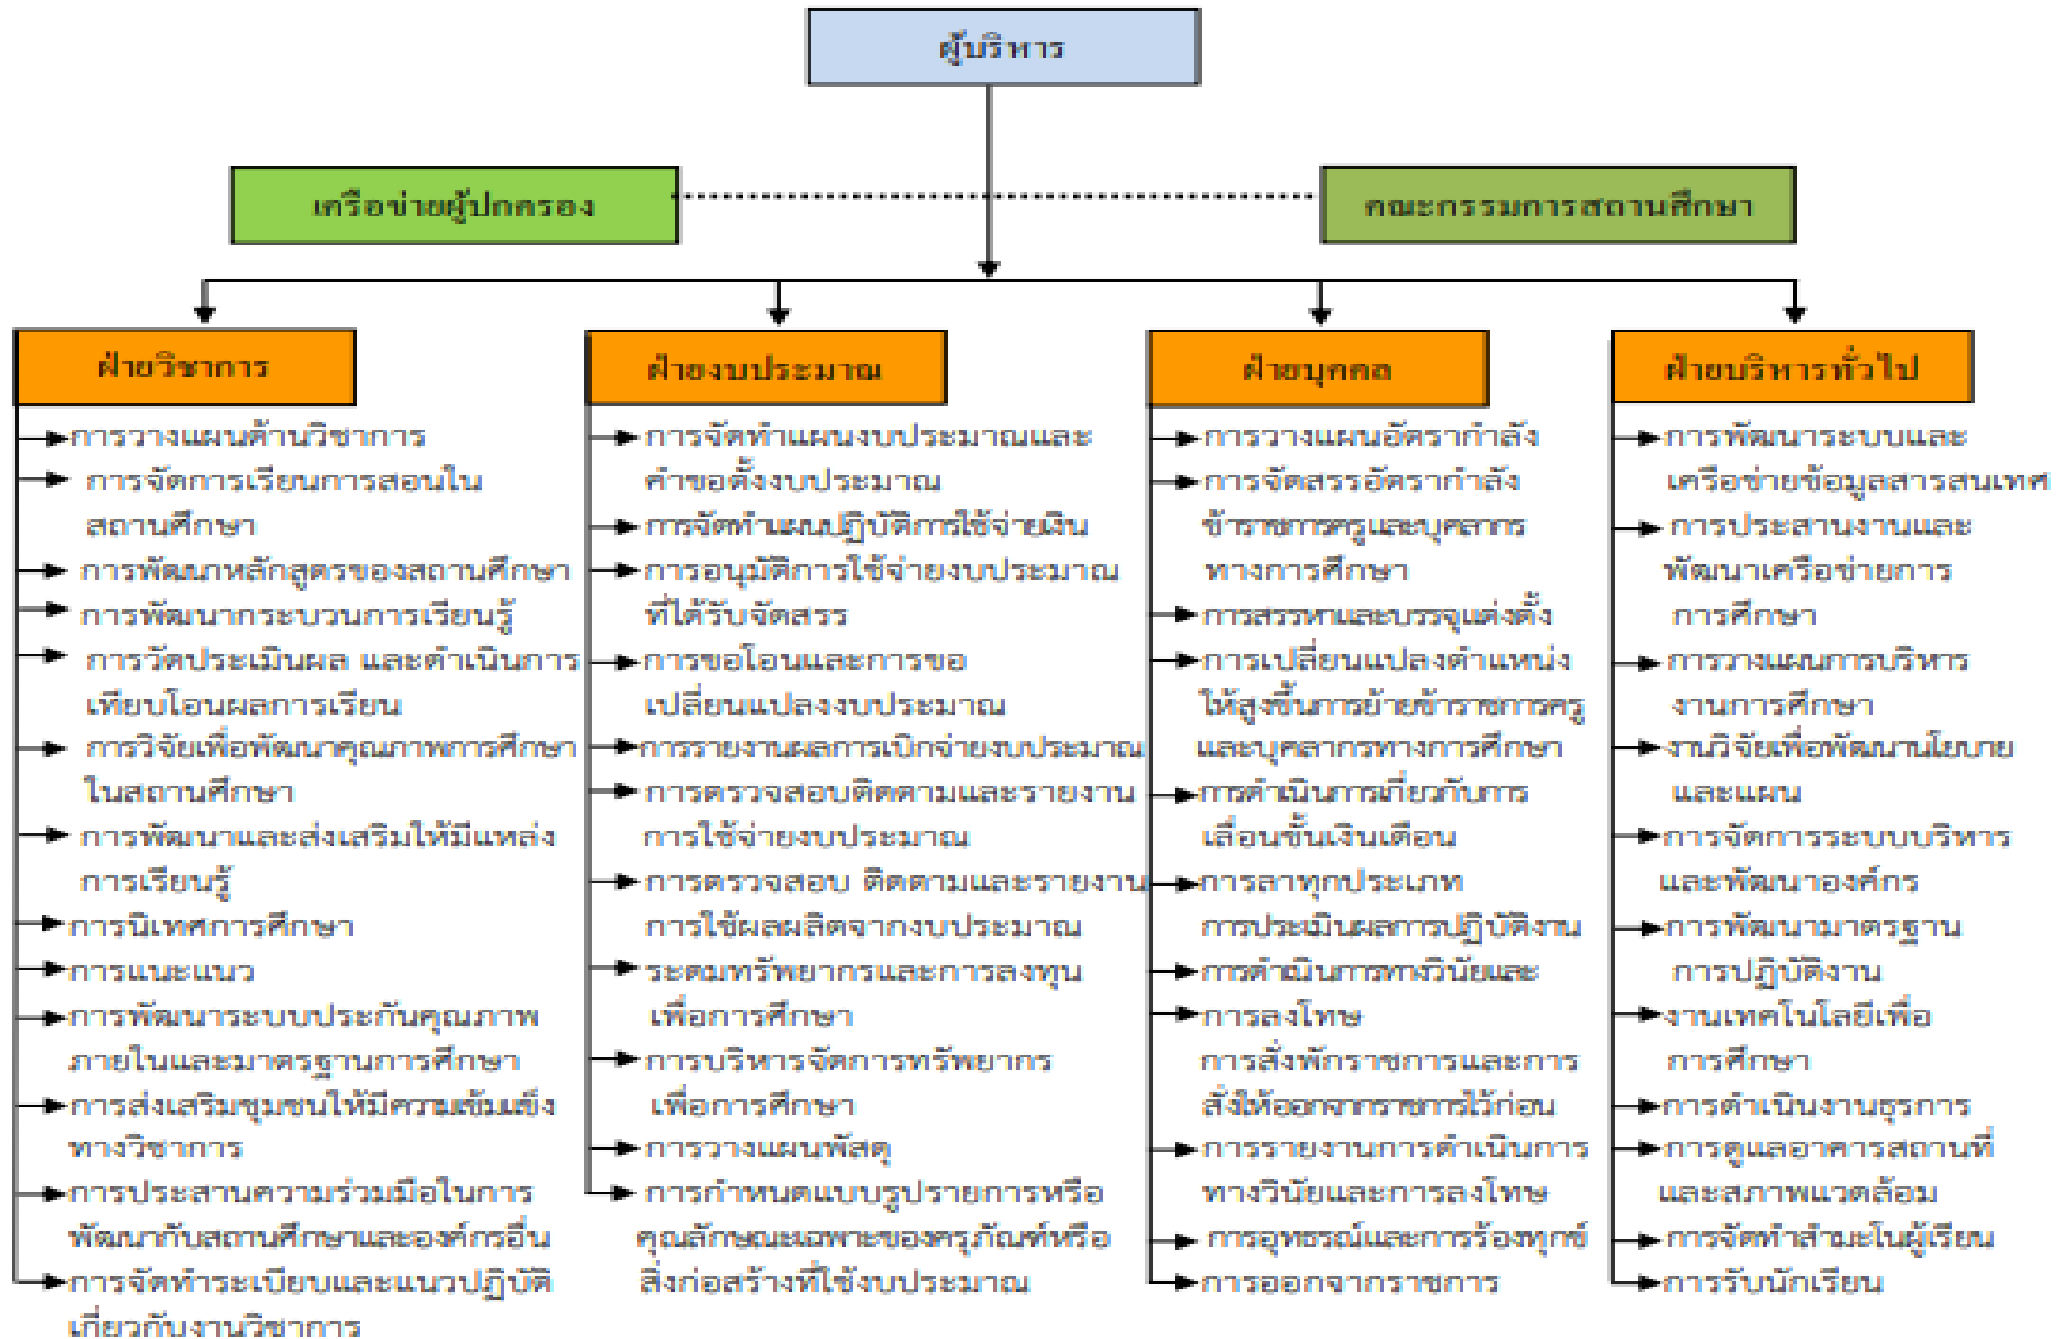 ผู้บริหาร
เครือข่ายผู้ปกครอง
คณะกรรมการสถานศึกษา
ฝ่ายวิชาการ
การวางแผนด้านวิชาการ
การจัดการเรียนการสอนใน
สถานศึกษา
การพัฒนาหลักสูตรของสถานศึกษา
การพัฒนากระบวนการเรียนรู้
การวัดประเมินผล และดำเนินการ
เทียบโอนผลการเรียน
การวิจัยเพื่อพัฒนาคุณภาพการศึกษา
ในสถานศึกษา
การพัฒนาและส่งเสริมให้มีแหล่ง
การเรียนรู้
การนิเทศการศึกษา
การแนะแนว
การพัฒนาระบบประกันคุณภาพ
ภายในและมาตรฐานการศึกษา
การส่งเสริมชุมชนให้มีความเข้มแข็ง
ทางวิชาการ
การประสานความร่วมมือในการ
พัฒนากับสถานศึกษาและองค์กรอื่น
การจัดทำระเบียบและแนวปฏิบัติ
เกี่ยวกับงานวิชาการ
ฝ่ายงบประมาณ
การจัดทำแผนงบประมาณและ
คำขอตั้งงบประมาณ
การจัดทำแผนปฏิบัติการใช้จ่ายเงิน
การอนุมัติการใช้จ่ายงบประมาณ
ที่ได้รับจัดสรร
การขอโอนและการขอ
เปลี่ยนแปลงงบประมาณ
การรายงานผลการเบิกจ่ายงบประมาณ
การตรวจสอบติดตามและรายงาน
การใช้จ่ายงบประมาณ
การตรวจสอบ ติดตามและรายงาน
การใช้ผลผลิตจากงบประมาณ
ระดมทรัพยากรและการลงทุน
เพื่อการศึกษา
การบริหารจัดการทรัพยากร
เพื่อการศึกษา
การวางแผนพัสดุ
การกำหนดแบบรูปรายการหรือ
คุณลักษณะเฉพาะของครุภัณฑ์หรือ
สิ่งก่อสร้างที่ใช้งบประมาณ
ฝ่ายบุคคล
การวางแผนอัตรากำลัง
การจัดสรรอัตรากำลัง
ข้าราชการครูและบุคลากร
ทางการศึกษา
การสรรหาและบรรจุแต่งตั้ง
การเปลี่ยนแปลงตำแหน่ง
ให้สูงขึ้นการย้ายข้าราชการครู
และบุคลากรทางการศึกษา
การดำเนินการเกี่ยวกับการ
เลื่อนขั้นเงินเดือน
การลาทุกประเภท
การประเมินผลการปฏิบัติงาน
การดำเนินการทางวินัยและ
การลงโทษ
การสั่งพักราชการและการ
สั่งให้ออกจากราชการไว้ก่อน
การรายงานการดำเนินการ
ทางวินัยและการลงโทษ
การอุทธรณ์และการร้องทุกข์
การออกจากราชการ
ฝ่ายบริหารทั่วไป
การพัฒนาระบบและ
เครือข่ายข้อมูลสารสนเทศ
การประสานงานและ
พัฒนาเครือข่ายการ
การศึกษา
การวางแผนการบริหาร
งานการศึกษา
งานวิจัยเพื่อพัฒนานโยบาย
และแผน
การจัดการระบบบริหาร
และพัฒนาองค์กร
การพัฒนามาตรฐาน
การปฏิบัติงาน
งานเทคโนโลยีเพื่อ
การศึกษา
การดำเนินงานธุรการ
การดูแลอาคารสถานที่
และสภาพแวดล้อม
การจัดทำสำมะโนผู้เรียน
การรับนักเรียน